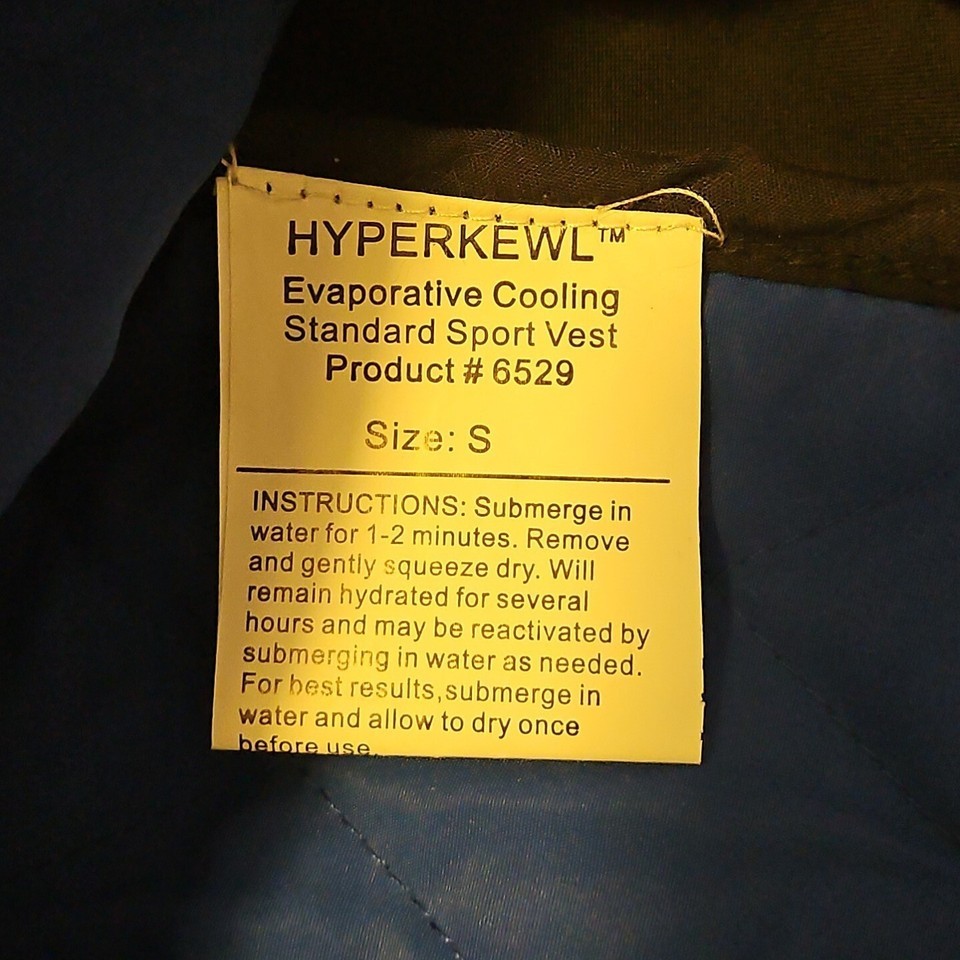 HYPERKEWL™
Evaporative Cooling
Standard Sport Vest
Product # 6529
Size: S
INSTRUCTIONS: Submerge in
water for 1-2 minutes. Remove
and gently squeeze dry. Will
remain hydrated for several
hours and may be reactivated by
submerging in water as needed.
For best results,submerge in
water and allow to dry once
before use.